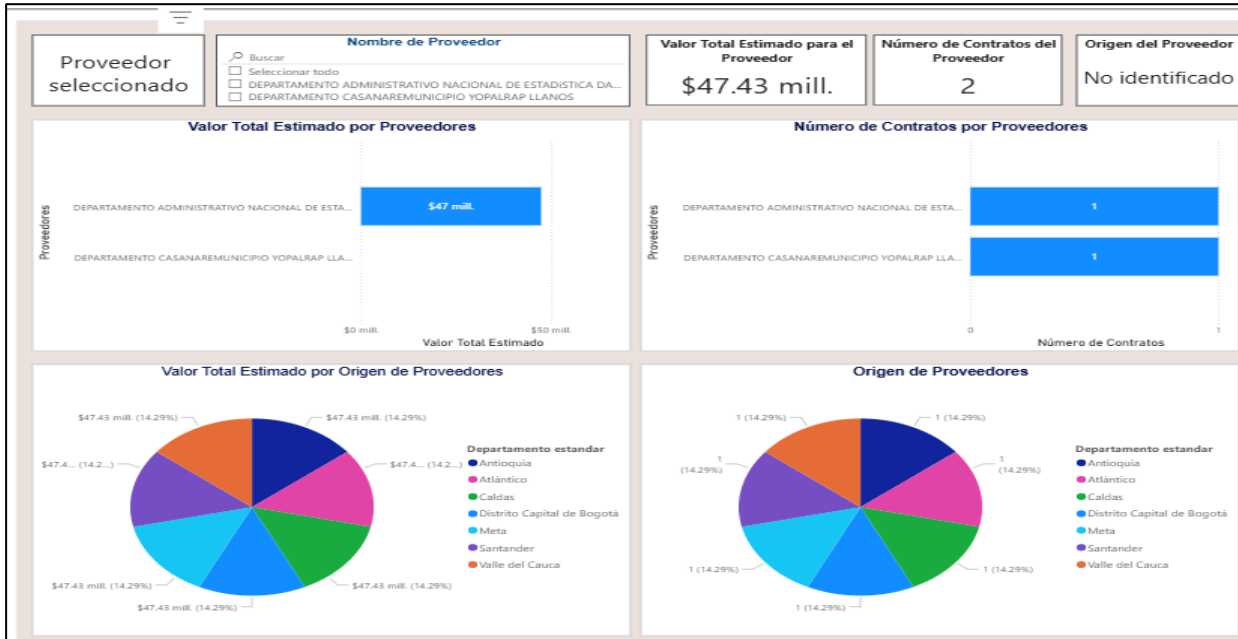 Proveedor
seleccionado
Nombre de Proveedor
Buscar
Seleccionar todo
DEPARTAMENTO ADMINISTRATIVO NACIONAL DE ESTADíSTICA DA...
DEPARTAMENTO CASANAREMUNICIPIO YOPALRAP LLANOS
Valor Total Estimado para el
Proveedor
$47.43 mill.
Número de Contratos del
Proveedor
2
Origen del Proveedor
No identificado
Valor Total Estimado por Proveedores
Proveedores
DEPARTAMENTO ADMINISTRATIVO NACIONAL DE ESTA...
$47 mill.
DEPARTAMENTO CASANAREMUNICIPIO YOPALRAP LLA...
$0 mill.
$50 mill.
Valor Total Estimado
Número de Contratos por Proveedores
Proveedores
DEPARTAMENTO ADMINISTRATIVO NACIONAL DE ESTA...
1
DEPARTAMENTO CASANAREMUNICIPIO YOPALRAP LLA...
1
0
1
Número de Contratos
Valor Total Estimado por Origen de Proveedores
$47.43 mill. (14.29%)
$47.43 mill. (14.29%)
$47.4... (14.2...)
$47.4... (14.2...)
$47.43 mill. (14.29%)
$47.43 mill. (14.29%)
$47.43 mill. (14.29%)
Departamento estandar
Antioquia
Atlántico
Caldas
Distrito Capital de Bogotá
Meta
Santander
Valle del Cauca
Origen de Proveedores
1 (14.29%)
1 (14.29%)
1
(14.29%)
1
(14.29%)
1 (14.29%)
1 (14.29%)
1 (14.29%)
Departamento estandar
Antioquia
Atlántico
Caldas
Distrito Capital de Bogotá
Meta
Santander
Valle del Cauca